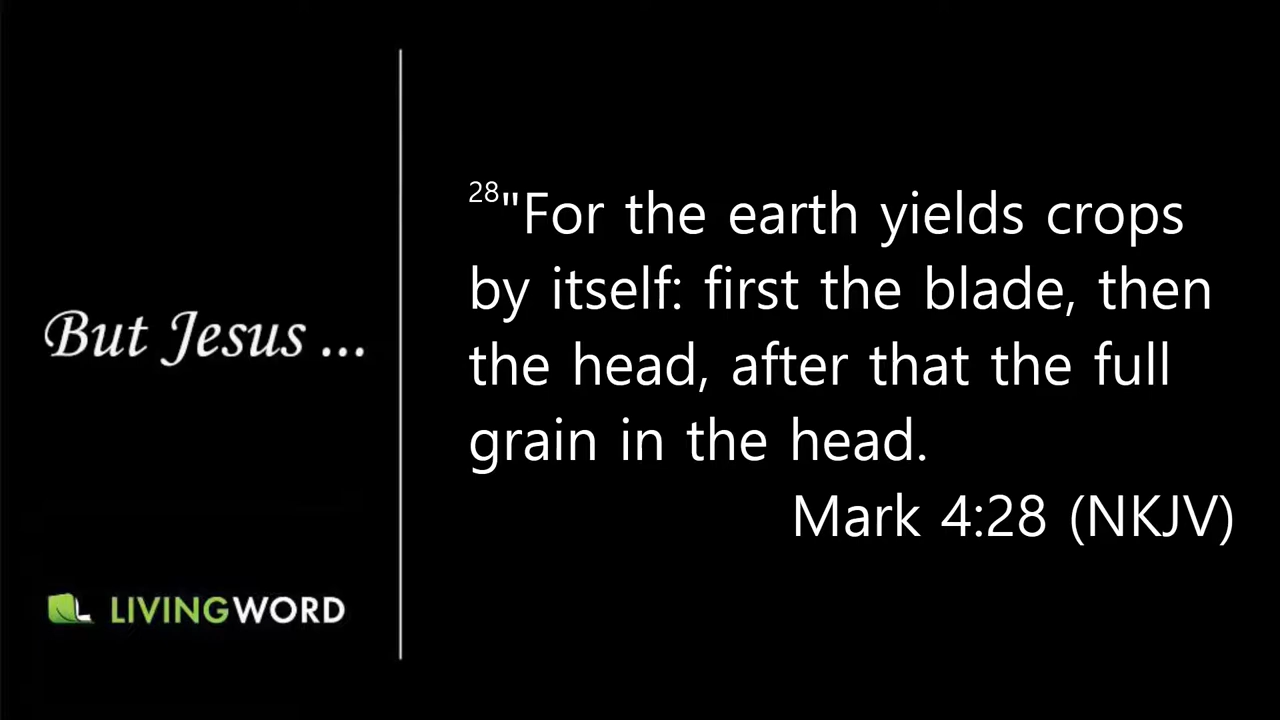 But Jesus ...
LIVINGWORD
28"For the earth yields crops
by itself: first the blade, then
the head, after that the full
grain in the head.
Mark 4:28 (NKJV)